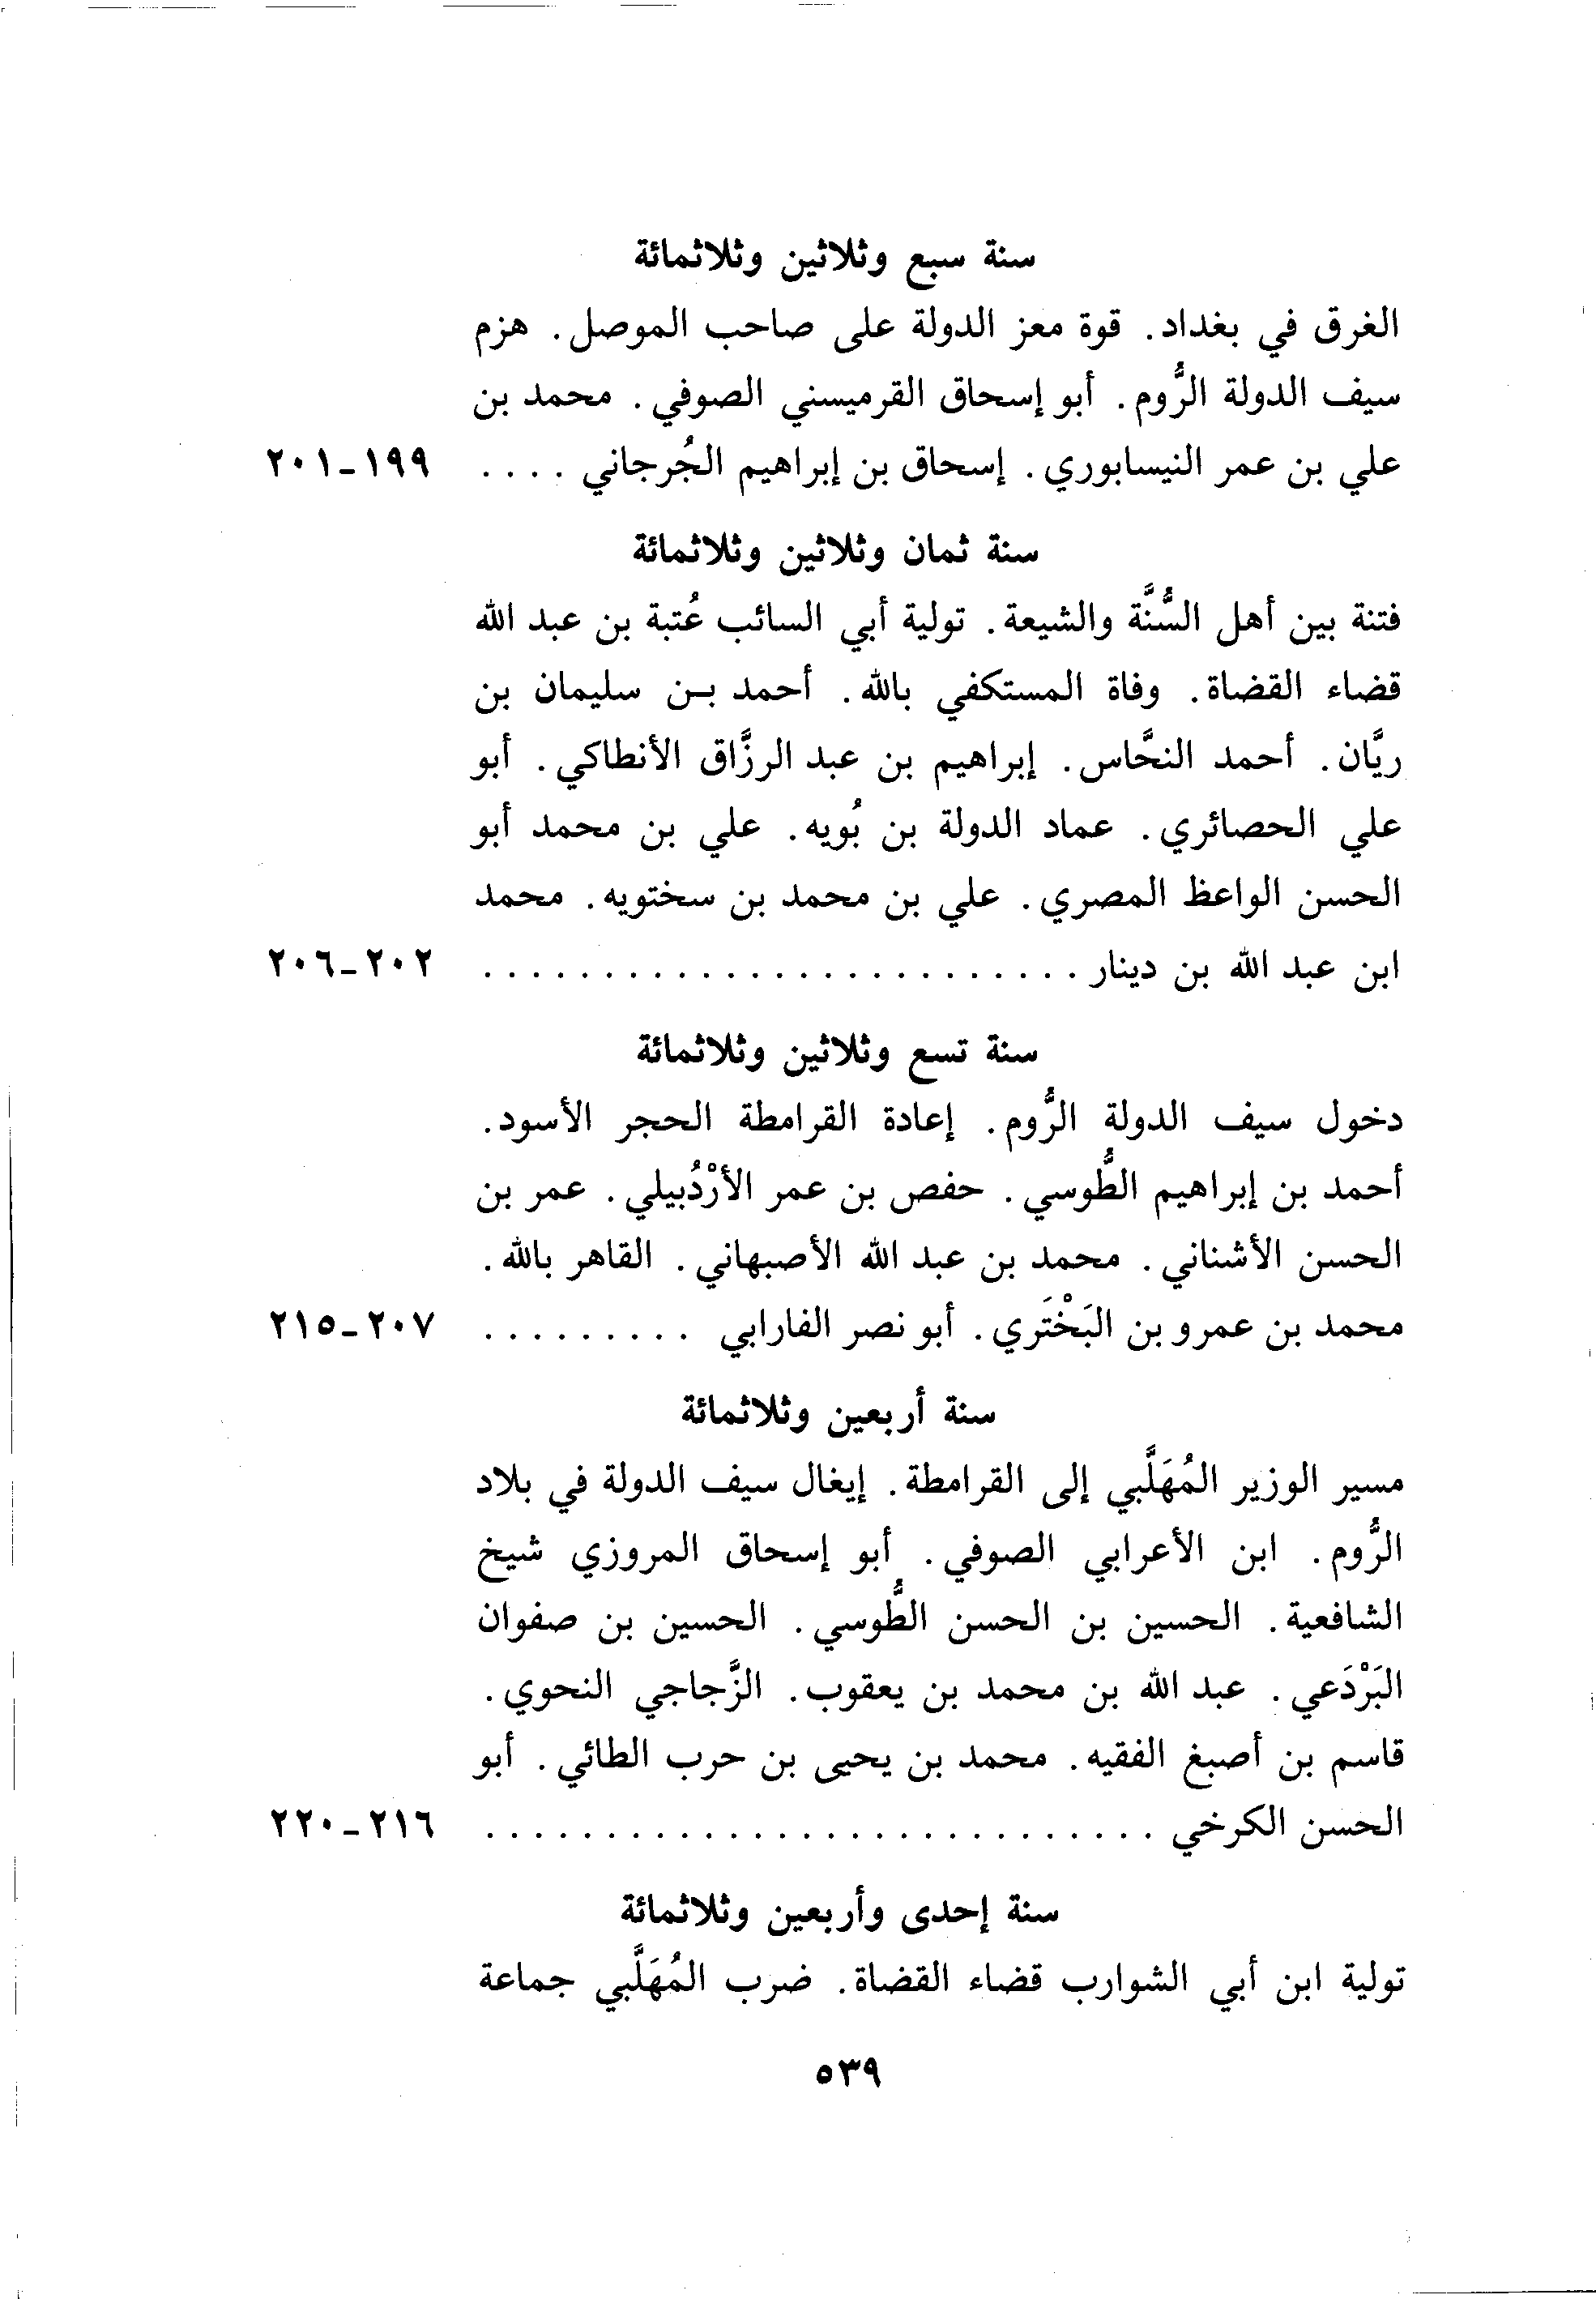 سنة سبع وثلاثين وثلاثمائة
الغرق في بغداد. قوة معز الدولة على صاحب الموصل. هزم
سيف الدولة الرُّوم. أبو إسحاق القرميسني الصوفي. محمد بن
علي بن عمر النيسابوري. إسحاق بن إبراهيم الجُرجاني .... ١٩٩-٢٠١
سنة ثمان وثلاثين وثلاثمائة
فتنة بين أهل السُّنَّة والشيعة. تولية أبي السائب عُتبة بن عبد الله
قضاء القضاة. وفاة المستكفي بالله. أحمد بـن سليمان بن
ريَّان. أحمد النحَّاس. إبراهيم بن عبد الرزَّاق الأنطاكي. أبو
علي الحصائري. عماد الدولة بن بُويه. علي بن محمد أبو
الحسن الواعظ المصري. علي بن محمد بن سختويه. محمد
ابن عبد الله بن دينار ......................... ٢٠٢-٢٠٦
سنة تسع وثلاثين وثلاثمائة
دخول سيف الدولة الرُّوم. إعادة القرامطة الحجر الأسود.
أحمد بن إبراهيم الطُّوسي. حفص بن عمر الأرْدُبيلي. عمر بن
الحسن الأشناني. محمد بن عبد الله الأصبهاني. القاهر بالله.
محمد بن عمرو بن البَخْتَري. أبو نصر الفارابي ......... ٢٠٧-٢١٥
سنة أربعين وثلاثمائة
مسير الوزير المُهَلَّبي إلى القرامطة. إيغال سيف الدولة في بلاد
الرُّوم. ابن الأعرابي الصوفي. أبو إسحاق المروزي شيخ
الشافعية. الحسين بن الحسن الطُّوسي. الحسين بن صفوان
البَرْدَعي. عبد الله بن محمد بن يعقوب. الزَّجاجي النحوي.
قاسم بن أصبغ الفقيه. محمد بن يحيى بن حرب الطائي. أبو
الحسن الكرخي ............................ ٢١٦-٢٢٠
سنة إحدى وأربعين وثلاثمائة
تولية ابن أبي الشوارب قضاء القضاة. ضرب المُهَلَّبي جماعة
٥٣٩